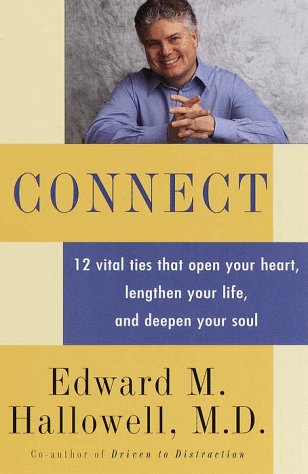 CONNECT
12 vital ties that open your heart,
lengthen your life,
and deepen your soul
Edward M.
Hallowell, M.D.
Co-author of Driven to Distraction